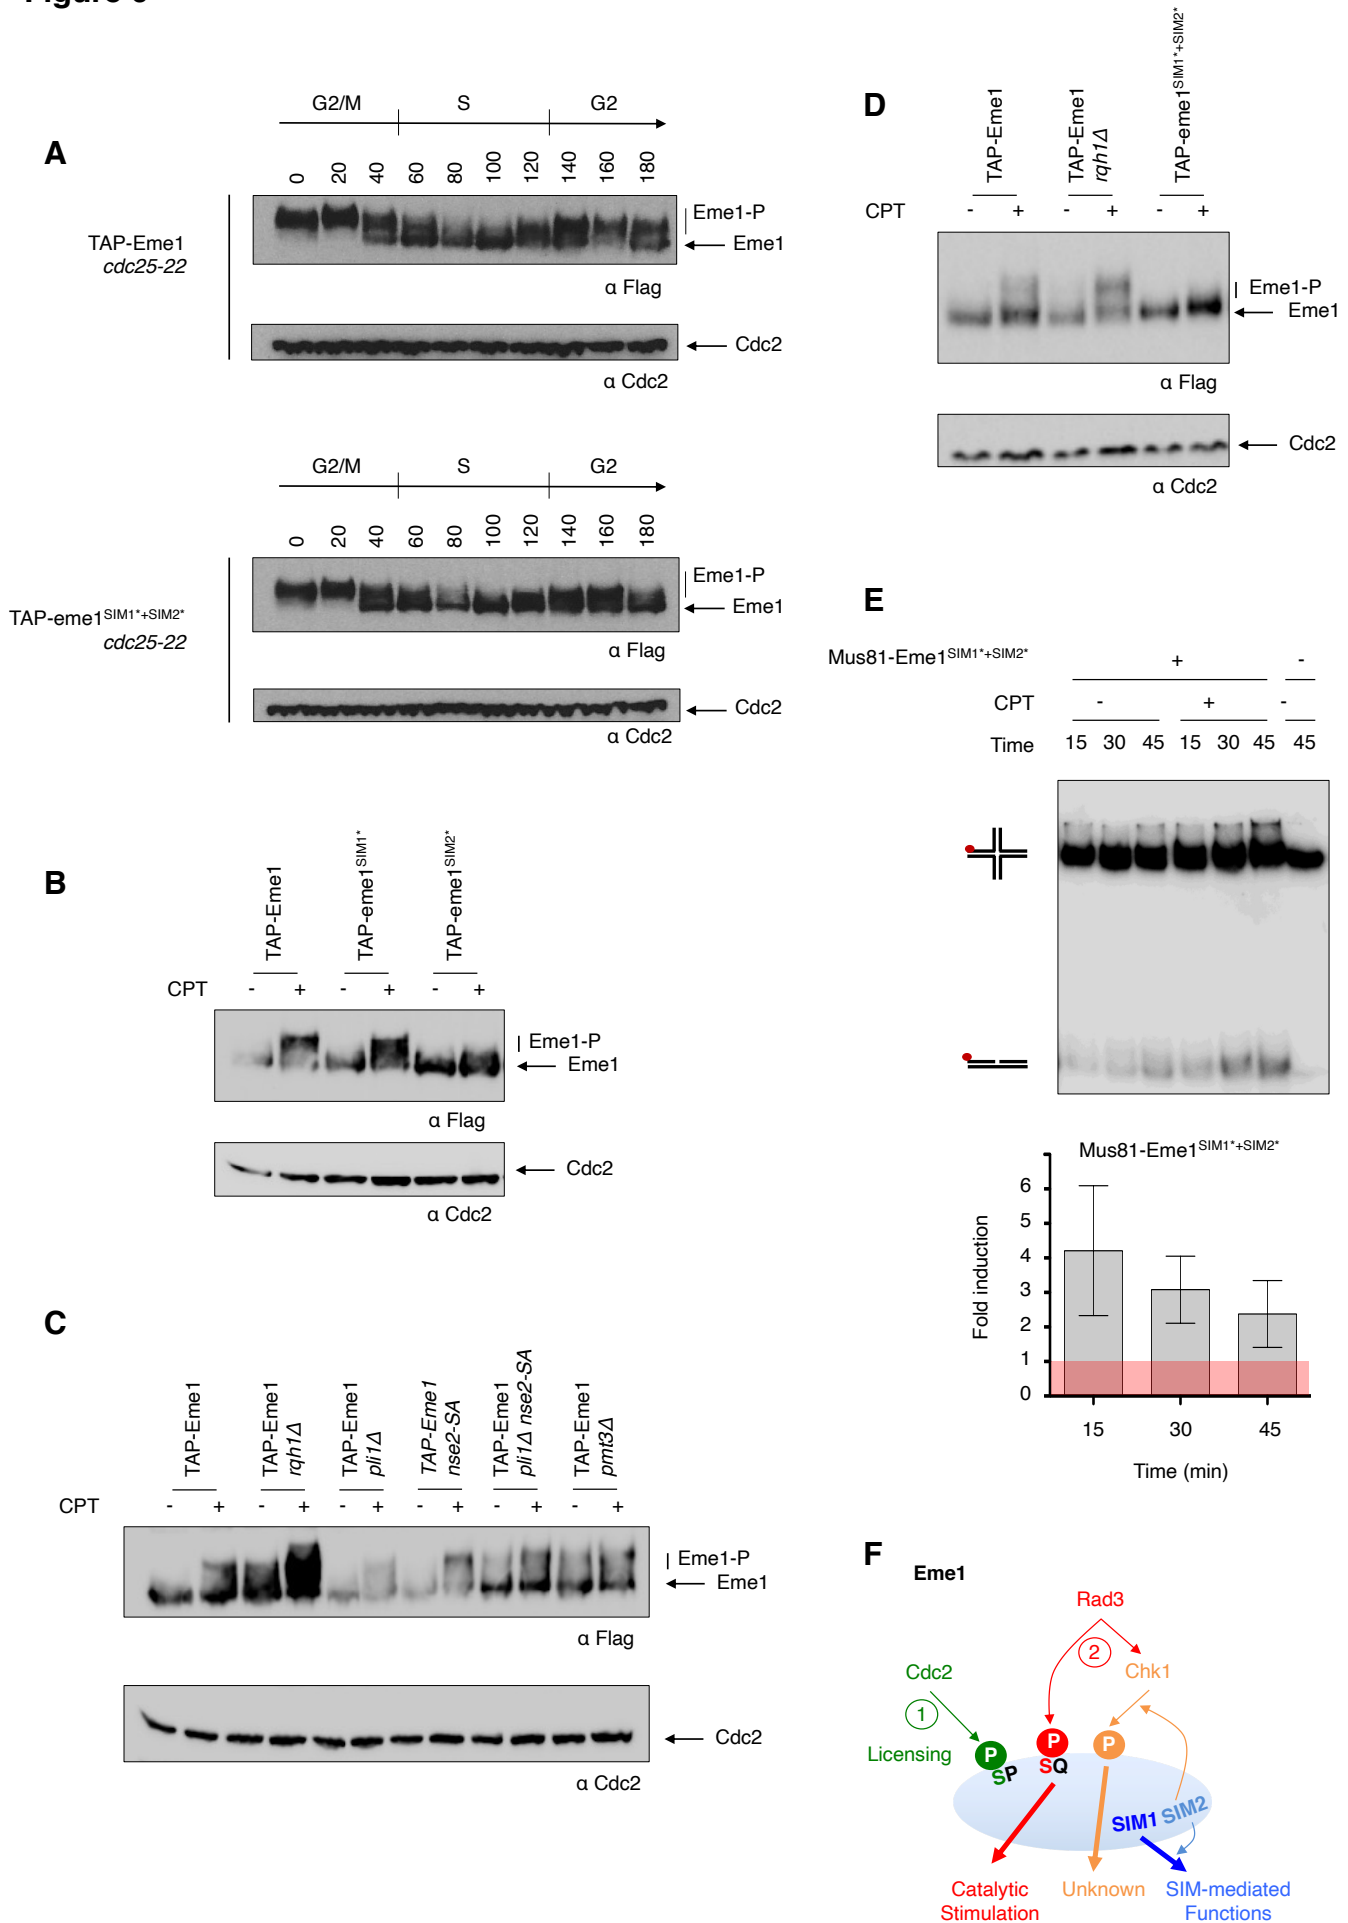 A
G2/M S G2
0 20 40 60 80 100 120 140 160 180
TAP-Eme1
cdc25-22
Eme1-P
Eme1
α Flag
Cdc2
α Cdc2
G2/M S G2
0 20 40 60 80 100 120 140 160 180
TAP-eme1SIM1*+SIM2*
cdc25-22
Eme1-P
Eme1
α Flag
Cdc2
α Cdc2
B
TAP-Eme1 TAP-eme1SIM1* TAP-eme1SIM2*
CPT - + - + - +
Eme1-P
Eme1
α Flag
Cdc2
α Cdc2
C
TAP-Eme1
TAP-Eme1
rqh1Δ
TAP-Eme1
pli1Δ
TAP-Eme1
nse2-SA
TAP-Eme1
pli1Δ nse2-SA
TAP-Eme1
pmt3Δ
CPT - + - + - + - + - + - +
Eme1-P
Eme1
α Flag
Cdc2
α Cdc2
D
TAP-Eme1
TAP-Eme1
rqh1Δ
TAP-eme1SIM1*+SIM2*
CPT - + - + - +
Eme1-P
Eme1
α Flag
Cdc2
α Cdc2
E
Mus81-Eme1SIM1*+SIM2* + -
CPT - + -
Time 15 30 45 15 30 45 45
Mus81-Eme1SIM1*+SIM2*
Fold induction
6
5
4
3
2
1
0
15 30 45
Time (min)
F
Eme1
Rad3
2
Cdc2
Chk1
1
Licensing
P P P
SP SQ
SIM1 SIM2
Catalytic
Stimulation
Unknown
SIM-mediated
Functions